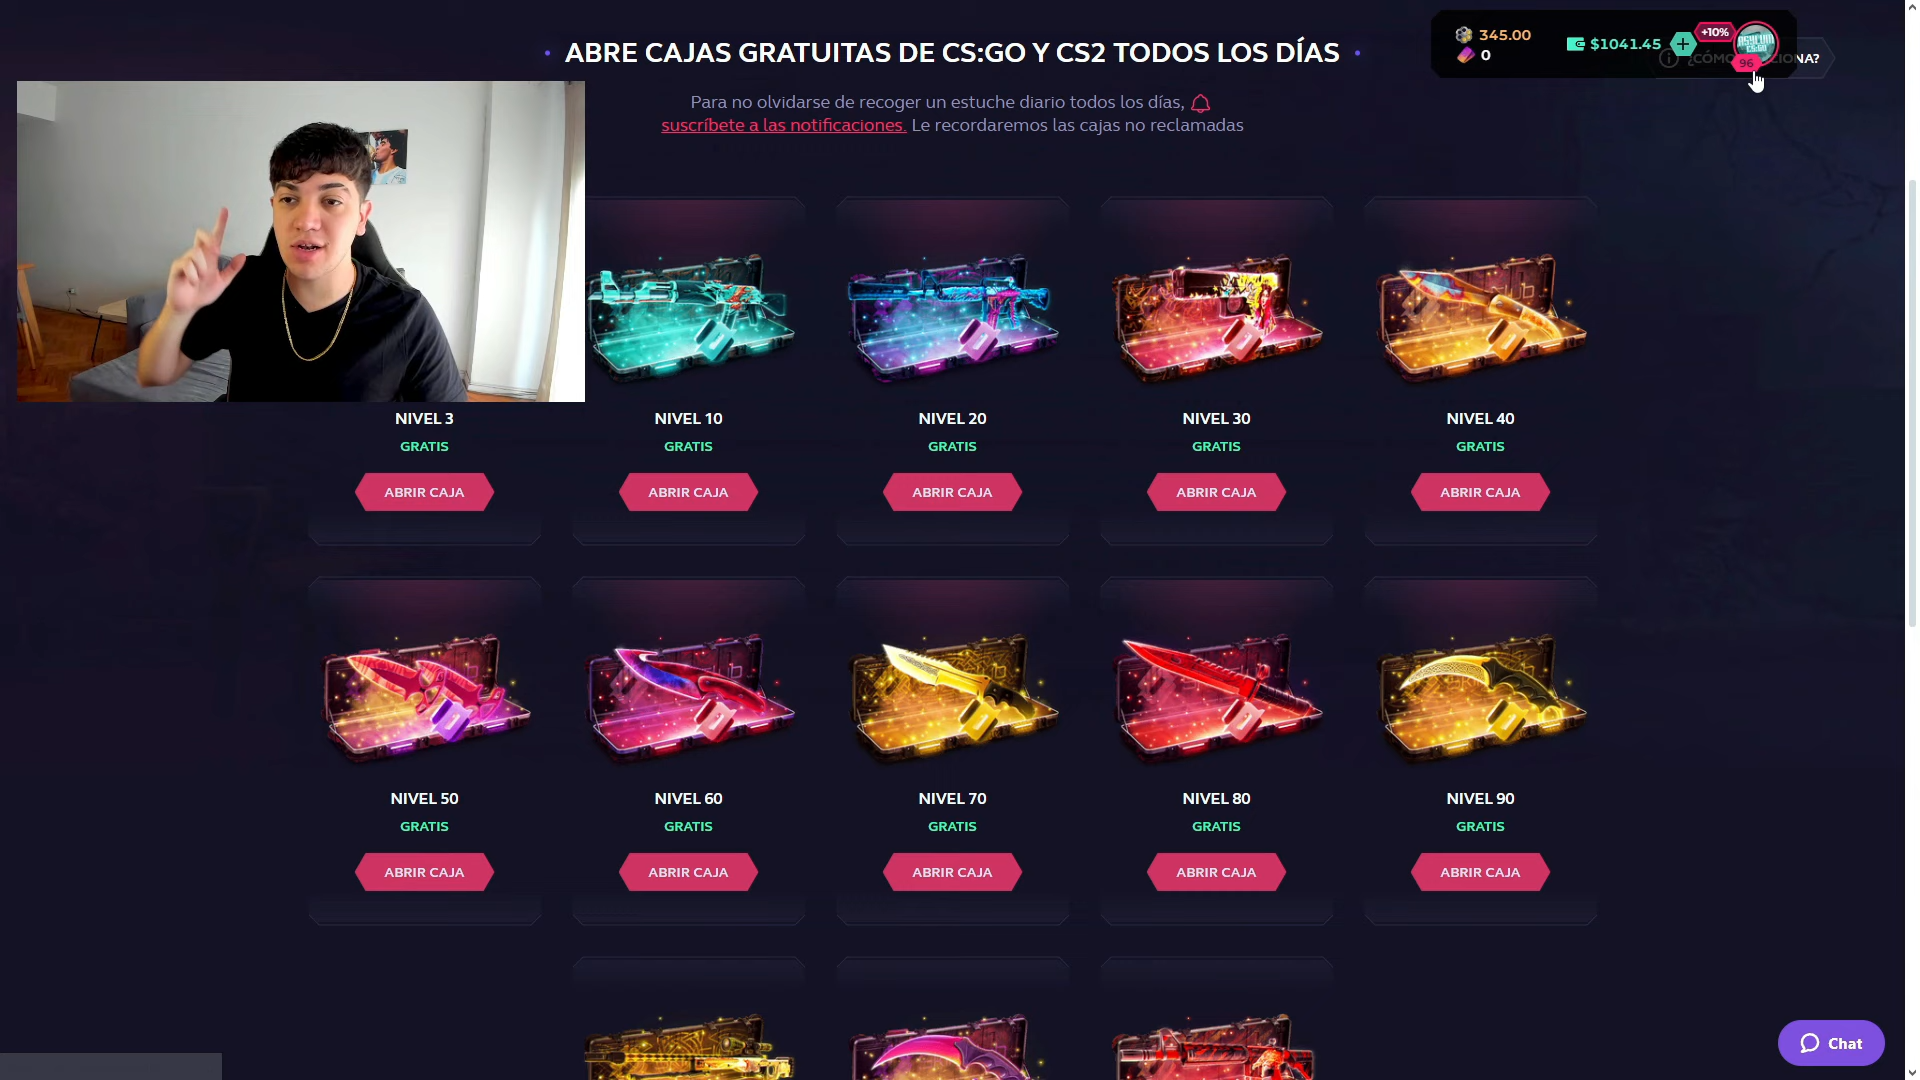 ABRE CAJAS GRATUITAS DE CS:GO Y CS2 TODOS LOS DÍAS
345.00
0
$1041.45
+10%
96
Para no olvidarse de recoger un estuche diario todos los días,
suscríbete a las notificaciones. Le recordaremos las cajas no reclamadas
NIVEL 3
GRATIS
ABRIR CAJA
NIVEL 10
GRATIS
ABRIR CAJA
NIVEL 20
GRATIS
ABRIR CAJA
NIVEL 30
GRATIS
ABRIR CAJA
NIVEL 40
GRATIS
ABRIR CAJA
NIVEL 50
GRATIS
ABRIR CAJA
NIVEL 60
GRATIS
ABRIR CAJA
NIVEL 70
GRATIS
ABRIR CAJA
NIVEL 80
GRATIS
ABRIR CAJA
NIVEL 90
GRATIS
ABRIR CAJA
Chat